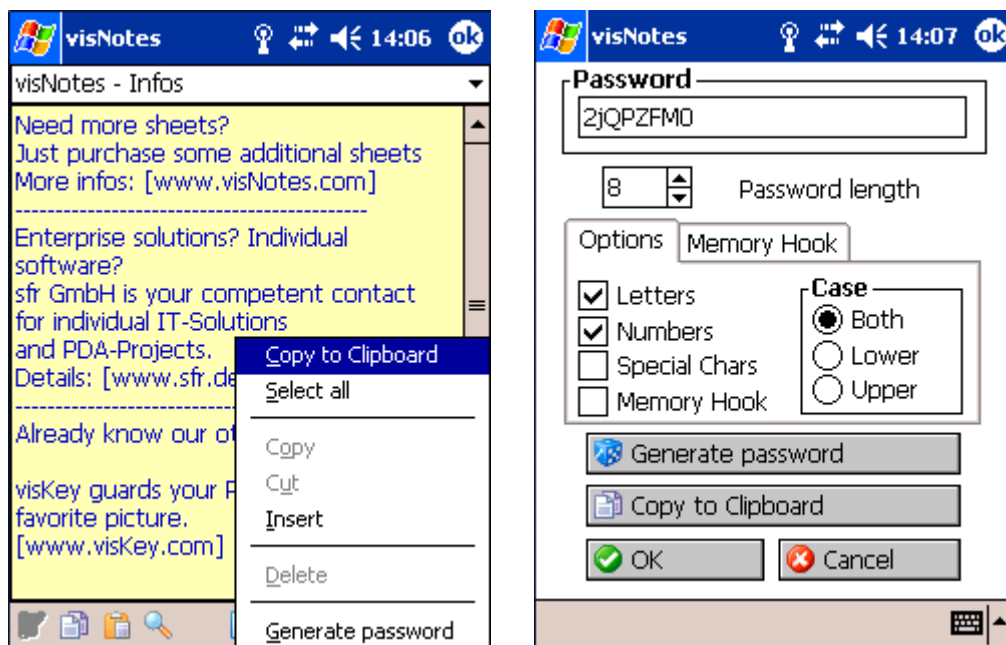 visNotes 14:06 ok
visNotes - Infos
Need more sheets?
Just purchase some additional sheets
More infos: [www.visNotes.com]
-------------------------------------------
Enterprise solutions? Individual
software?
sfr GmbH is your competent contact
for individual IT-Solutions
and PDA-Projects.
Details: [www.sfr.de
---------------------------
Already know our
visKey guards your
favorite picture.
[www.visKey.com]
Copy to Clipboard
Select all
Copy
Cut
Insert
Delete
Generate password
visNotes 14:07 ok
Password
2jQPZFM0
8 Password length
Options Memory Hook
Letters
Numbers
Special Chars
Memory Hook
Case
Both
Lower
Upper
Generate password
Copy to Clipboard
OK Cancel